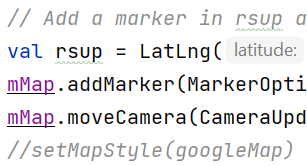 // Add a marker in rsup a
val rsup = LatLng( latitude:
mMap.addMarker(MarkerOpti
mMap.moveCamera(CameraUpd
//setMapStyle(googleMap)